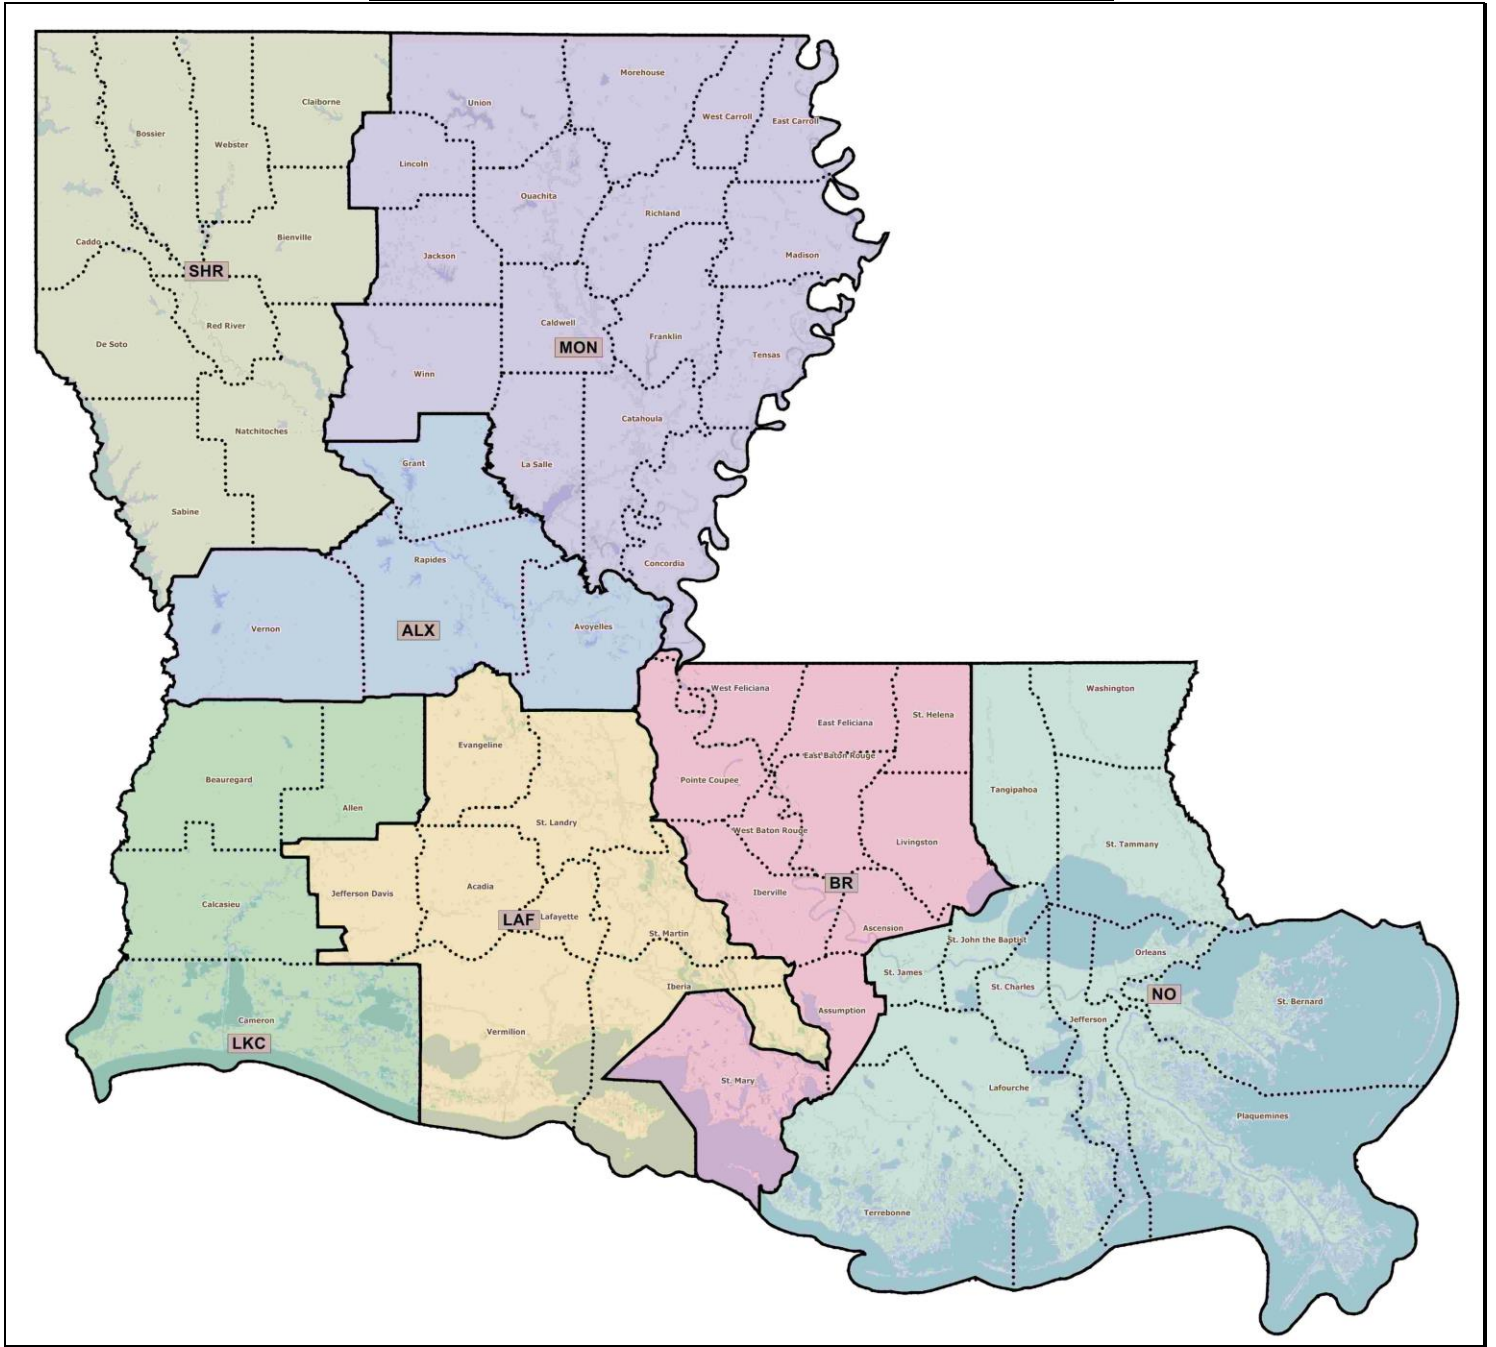 Morehouse
Claiborne
Union
West Carroll
East Carroll
Bossier
Webster
Lincoln
Ouachita
Richland
Caddo
Bienville
Jackson
Madison
SHR
Red River
Caldwell
Franklin
De Soto
MON
Tensas
Winn
Natchitoches
Catahoula
Grant
La Salle
Sabine
Rapides
Concordia
Vernon
ALX
Avoyelles
West Feliciana
Washington
St. Helena
East Feliciana
Evangeline
East Baton Rouge
Beauregard
Pointe Coupee
Tangipahoa
Allen
St. Landry
West Baton Rouge
Livingston
St. Tammany
BR
Jefferson Davis
Acadia
Iberville
Calcasieu
LAF
Lafayette
St. Martin
Ascension
St. John the Baptist
Orleans
St. James
Iberia
St. Charles
NO
St. Bernard
Cameron
Vermilion
Assumption
Jefferson
LKC
St. Mary
Lafourche
Plaquemines
Terrebonne